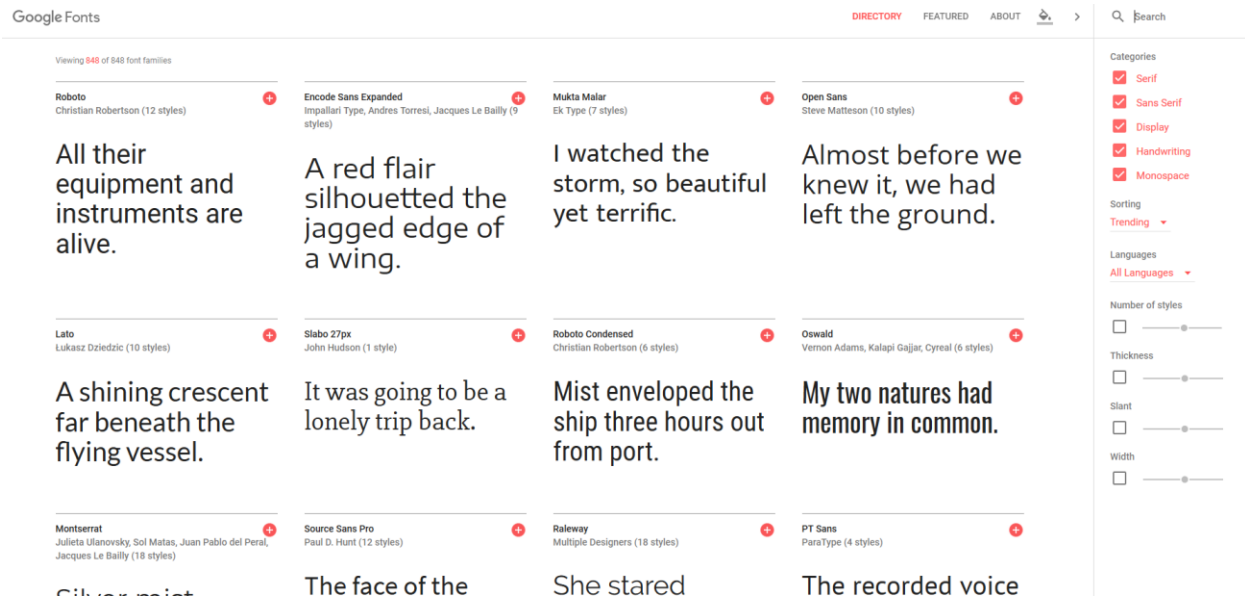 Google Fonts
DIRECTORY FEATURED ABOUT
Search
Viewing 848 of 848 font families
Roboto
Christian Robertson (12 styles)
All their
equipment and
instruments are
alive.
Encode Sans Expanded
Impallari Type, Andres Torresi, Jacques Le Bailly (9
styles)
A red flair
silhouetted the
jagged edge of
a wing.
Mukta Malar
Ek Type (7 styles)
I watched the
storm, so beautiful
yet terrific.
Open Sans
Steve Matteson (10 styles)
Almost before we
knew it, we had
left the ground.
Lato
Łukasz Dziedzic (10 styles)
A shining crescent
far beneath the
flying vessel.
Slabo 27px
John Hudson (1 style)
It was going to be a
lonely trip back.
Roboto Condensed
Christian Robertson (6 styles)
Mist enveloped the
ship three hours out
from port.
Oswald
Vernon Adams, Kalapi Gajjar, Cyreal (6 styles)
My two natures had
memory in common.
Montserrat
Julieta Ulanovsky, Sol Matas, Juan Pablo del Peral,
Jacques Le Bailly (18 styles)
Silver mist
Source Sans Pro
Paul D. Hunt (12 styles)
The face of the
Raleway
Multiple Designers (18 styles)
She stared
PT Sans
ParaType (4 styles)
The recorded voice
Categories
Serif
Sans Serif
Display
Handwriting
Monospace
Sorting
Trending
Languages
All Languages
Number of styles
Thickness
Slant
Width